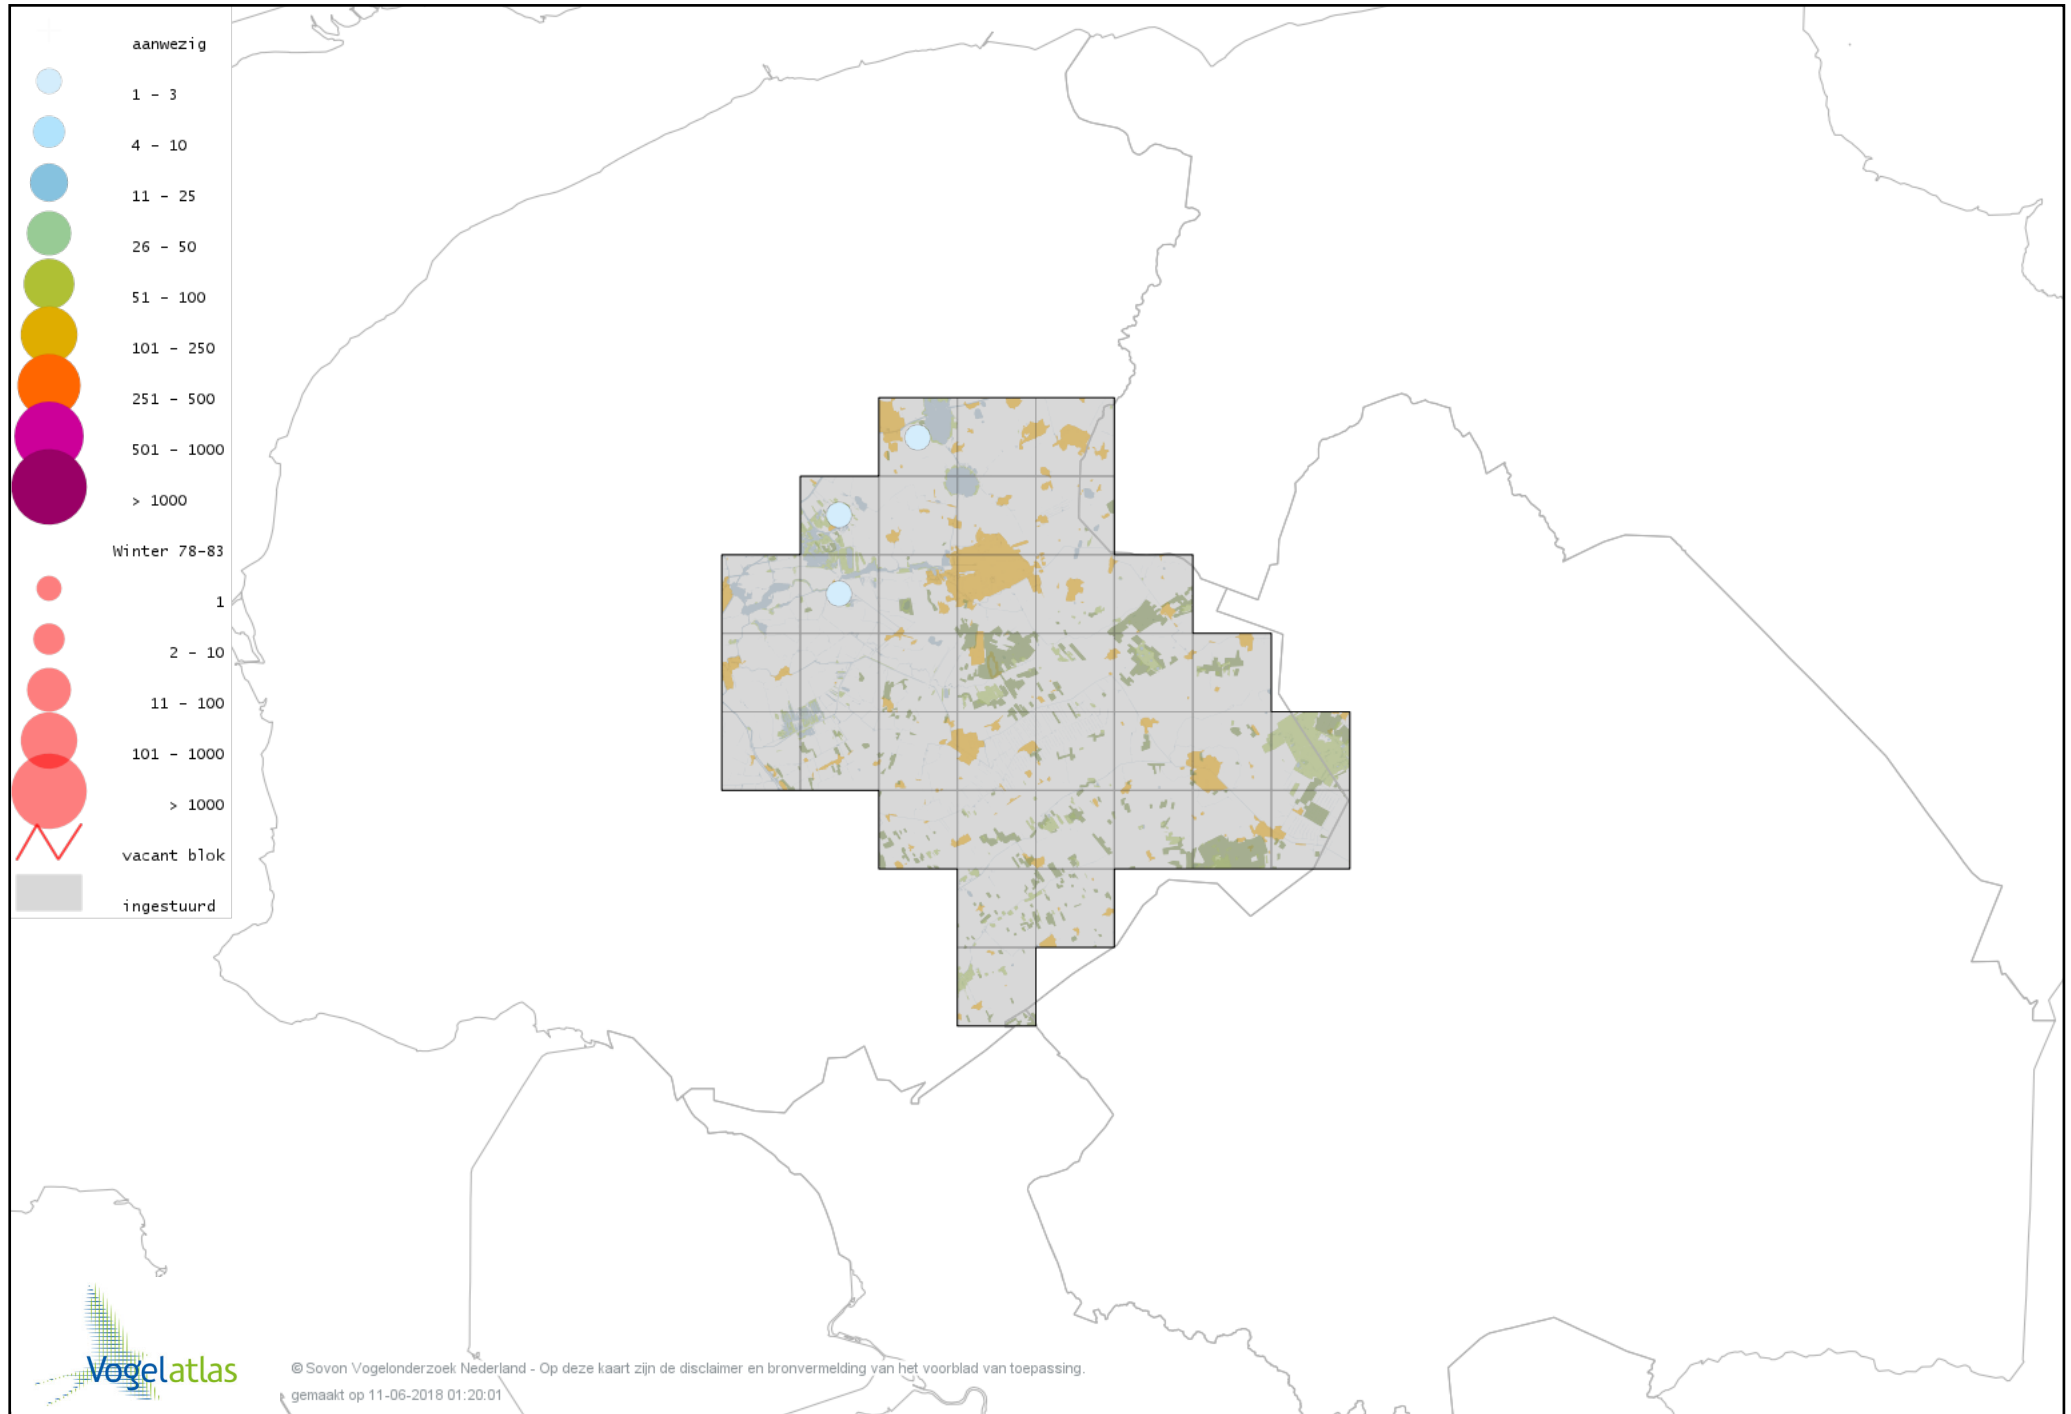 aanwezig
1 - 3
4 - 10
11 - 25
26 - 50
51 - 100
101 - 250
251 - 500
501 - 1000
> 1000
Winter 78-83
1
2 - 10
11 - 100
101 - 1000
> 1000
vacant blok
ingestuurd
Vogelatlas
© Sovon Vogelonderzoek Nederland - Op deze kaart zijn de disclaimer en bronvermelding van het voorblad van toepassing.
gemaakt op 11-06-2018 01:20:01